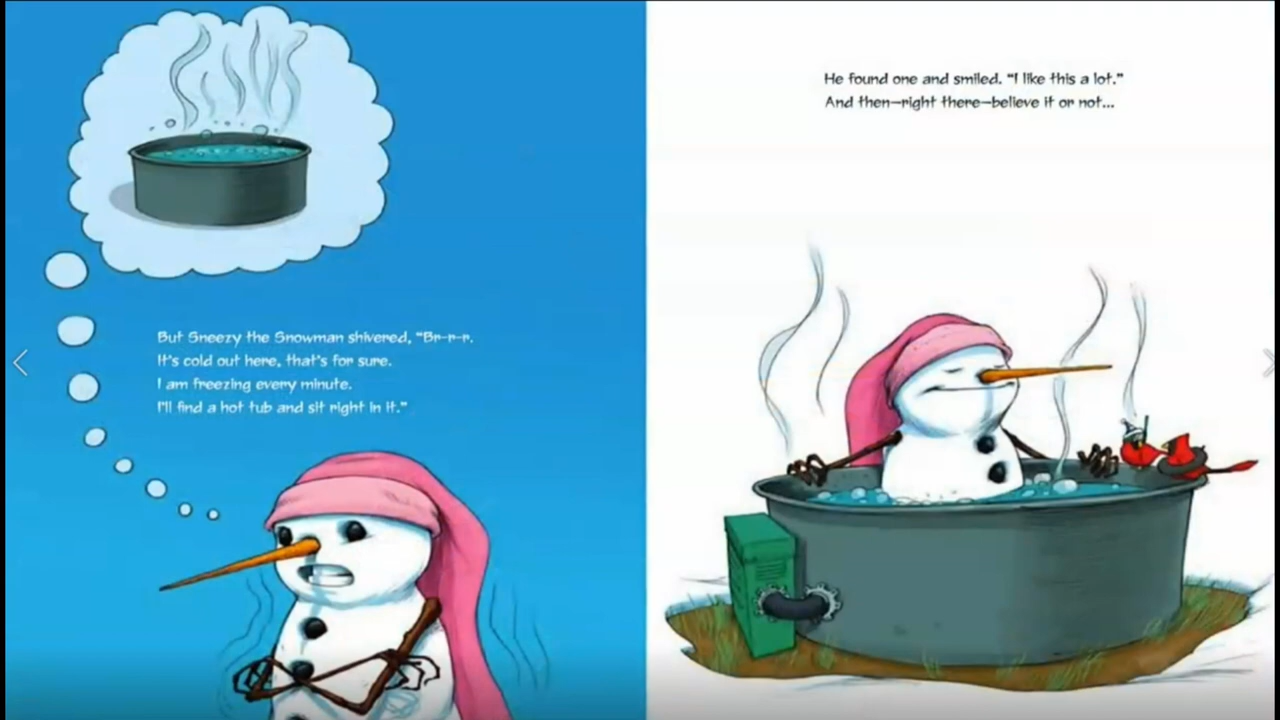 But Sneezy the Snowman shivered, "Br-r-r.
It's cold out here, that's for sure.
I am freezing every minute.
I'll find a hot tub and sit right in it."
He found one and smiled. "I like this a lot."
And then—right there—believe it or not...